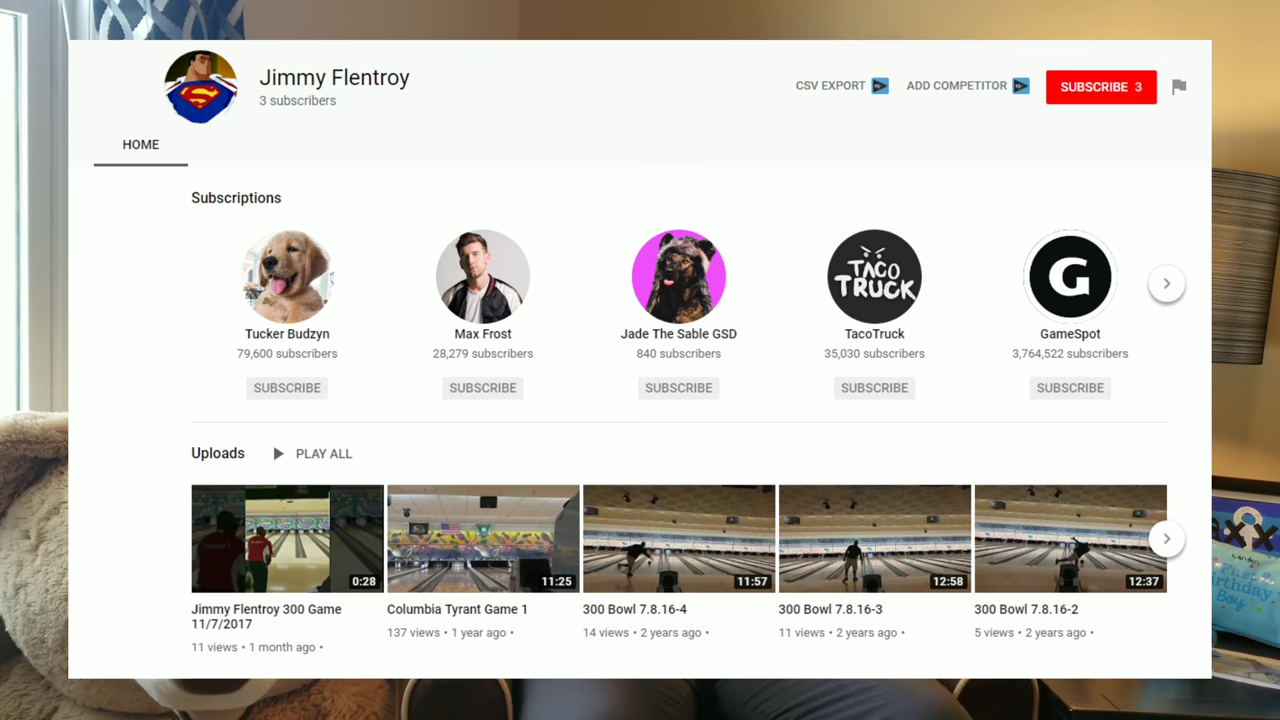 Jimmy Flentroy
3 subscribers
CSV EXPORT
ADD COMPETITOR
SUBSCRIBE 3
HOME
Subscriptions
TACO TRUCK
G
Tucker Budzyn
Max Frost
Jade The Sable GSD
TacoTruck
GameSpot
79,600 subscribers
28,279 subscribers
840 subscribers
35,030 subscribers
3,764,522 subscribers
SUBSCRIBE
SUBSCRIBE
SUBSCRIBE
SUBSCRIBE
SUBSCRIBE
Uploads
PLAY ALL
0:28
11:25
11:57
12:58
12:37
Jimmy Flentroy 300 Game
11/7/2017
11 views • 1 month ago •
Columbia Tyrant Game 1
137 views • 1 year ago •
300 Bowl 7.8.16-4
14 views • 2 years ago •
300 Bowl 7.8.16-3
11 views • 2 years ago •
300 Bowl 7.8.16-2
5 views • 2 years ago •
Boy